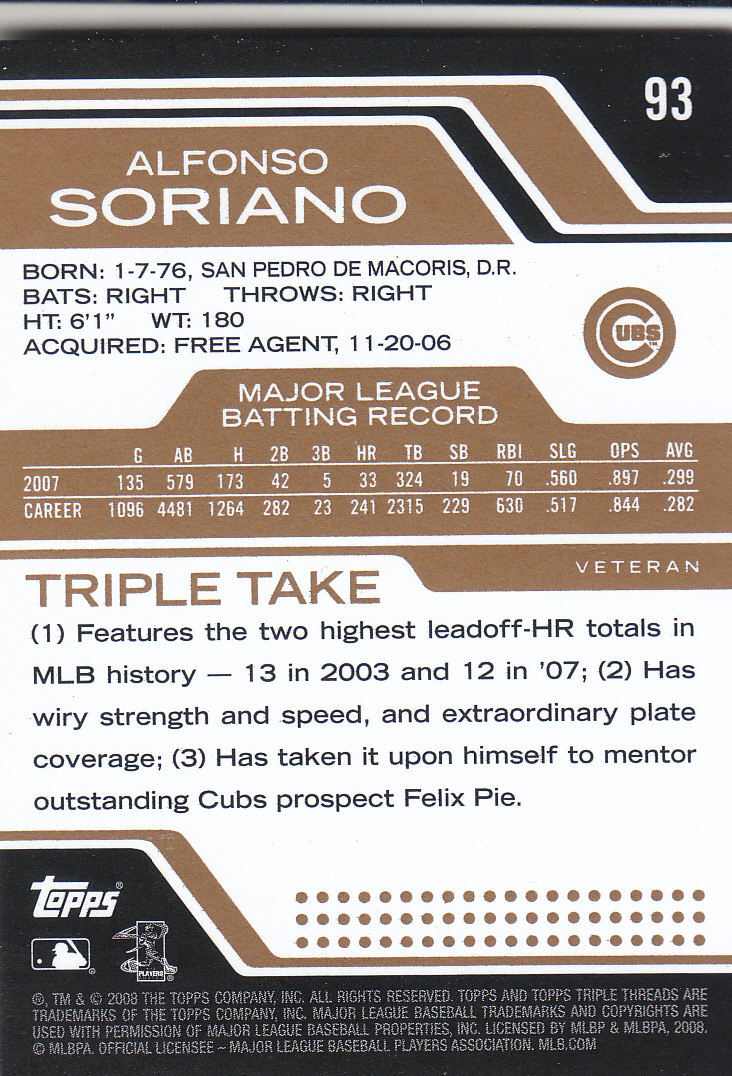 93
ALFONSO
SORIANO
BORN: 1-7-76, SAN PEDRO DE MACORIS, D.R.
BATS: RIGHT THROWS: RIGHT
HT: 6'1" WT: 180
ACQUIRED: FREE AGENT, 11-20-06
CUBS
TM
MAJOR LEAGUE
BATTING RECORD
G AB H 2B 3B HR TB SB RBI SLG OPS AVG
2007 135 579 173 42 5 33 324 19 70 .560 .897 .299
CAREER 1096 4481 1264 282 23 241 2315 229 630 .517 .844 .282
VETERAN
TRIPLE TAKE
(1) Features the two highest leadoff-HR totals in
MLB history — 13 in 2003 and 12 in '07; (2) Has
wiry strength and speed, and extraordinary plate
coverage; (3) Has taken it upon himself to mentor
outstanding Cubs prospect Felix Pie.
Topps®
PLAYERS
®, TM & © 2008 THE TOPPS COMPANY, INC. ALL RIGHTS RESERVED. TOPPS AND TOPPS TRIPLE THREADS ARE
TRADEMARKS OF THE TOPPS COMPANY, INC. MAJOR LEAGUE BASEBALL TRADEMARKS AND COPYRIGHTS ARE
USED WITH PERMISSION OF MAJOR LEAGUE BASEBALL PROPERTIES, INC. LICENSED BY MLBP & MLBPA, 2008.
© MLBPA. OFFICIAL LICENSEE – MAJOR LEAGUE BASEBALL PLAYERS ASSOCIATION. MLB.COM